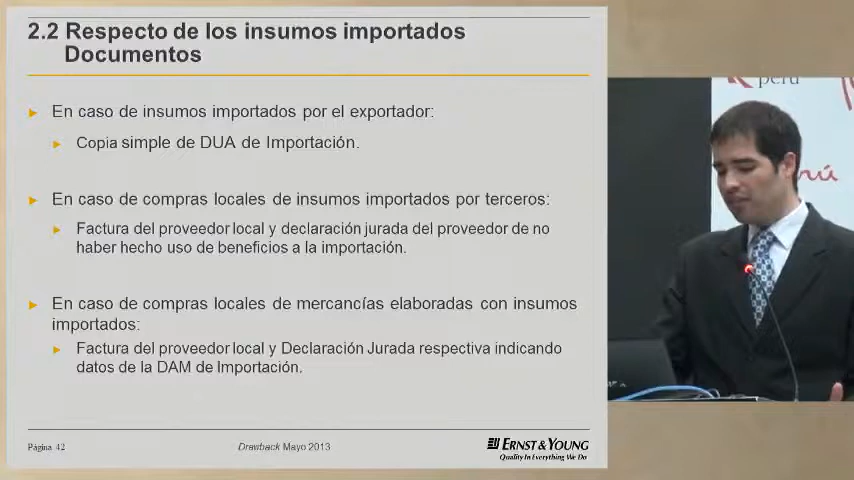 2.2 Respecto de los insumos importados
Documentos
En caso de insumos importados por el exportador:
Copia simple de DUA de Importación.
En caso de compras locales de insumos importados por terceros:
Factura del proveedor local y declaración jurada del proveedor de no
haber hecho uso de beneficios a la importación.
En caso de compras locales de mercancías elaboradas con insumos
importados:
Factura del proveedor local y Declaración Jurada respectiva indicando
datos de la DAM de Importación.
Página 42
Drawback Mayo 2013
ERNST & YOUNG
Quality In Everything We Do
perú